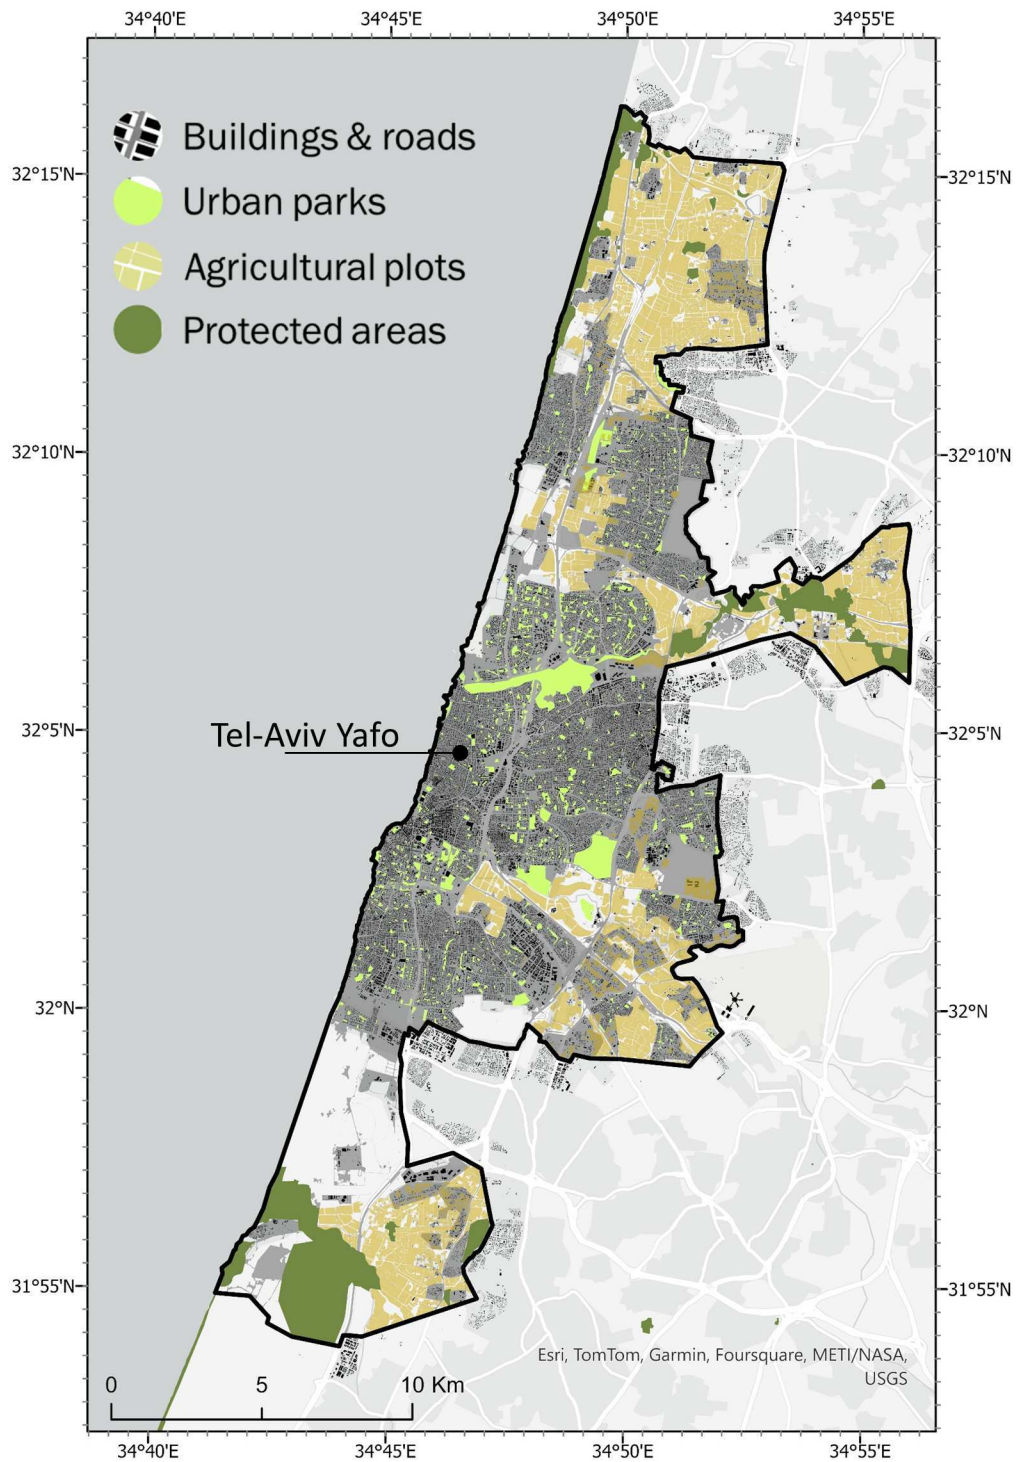 34°40'E 34°45'E 34°50'E 34°55'E
Buildings & roads
Urban parks
Agricultural plots
Protected areas
32°15'N 32°15'N
32°10'N 32°10'N
32°5'N 32°5'N
Tel-Aviv Yafo
32°N 32°N
31°55'N 31°55'N
Esri, TomTom, Garmin, Foursquare, METI/NASA,
USGS
0 5 10 Km
34°40'E 34°45'E 34°50'E 34°55'E